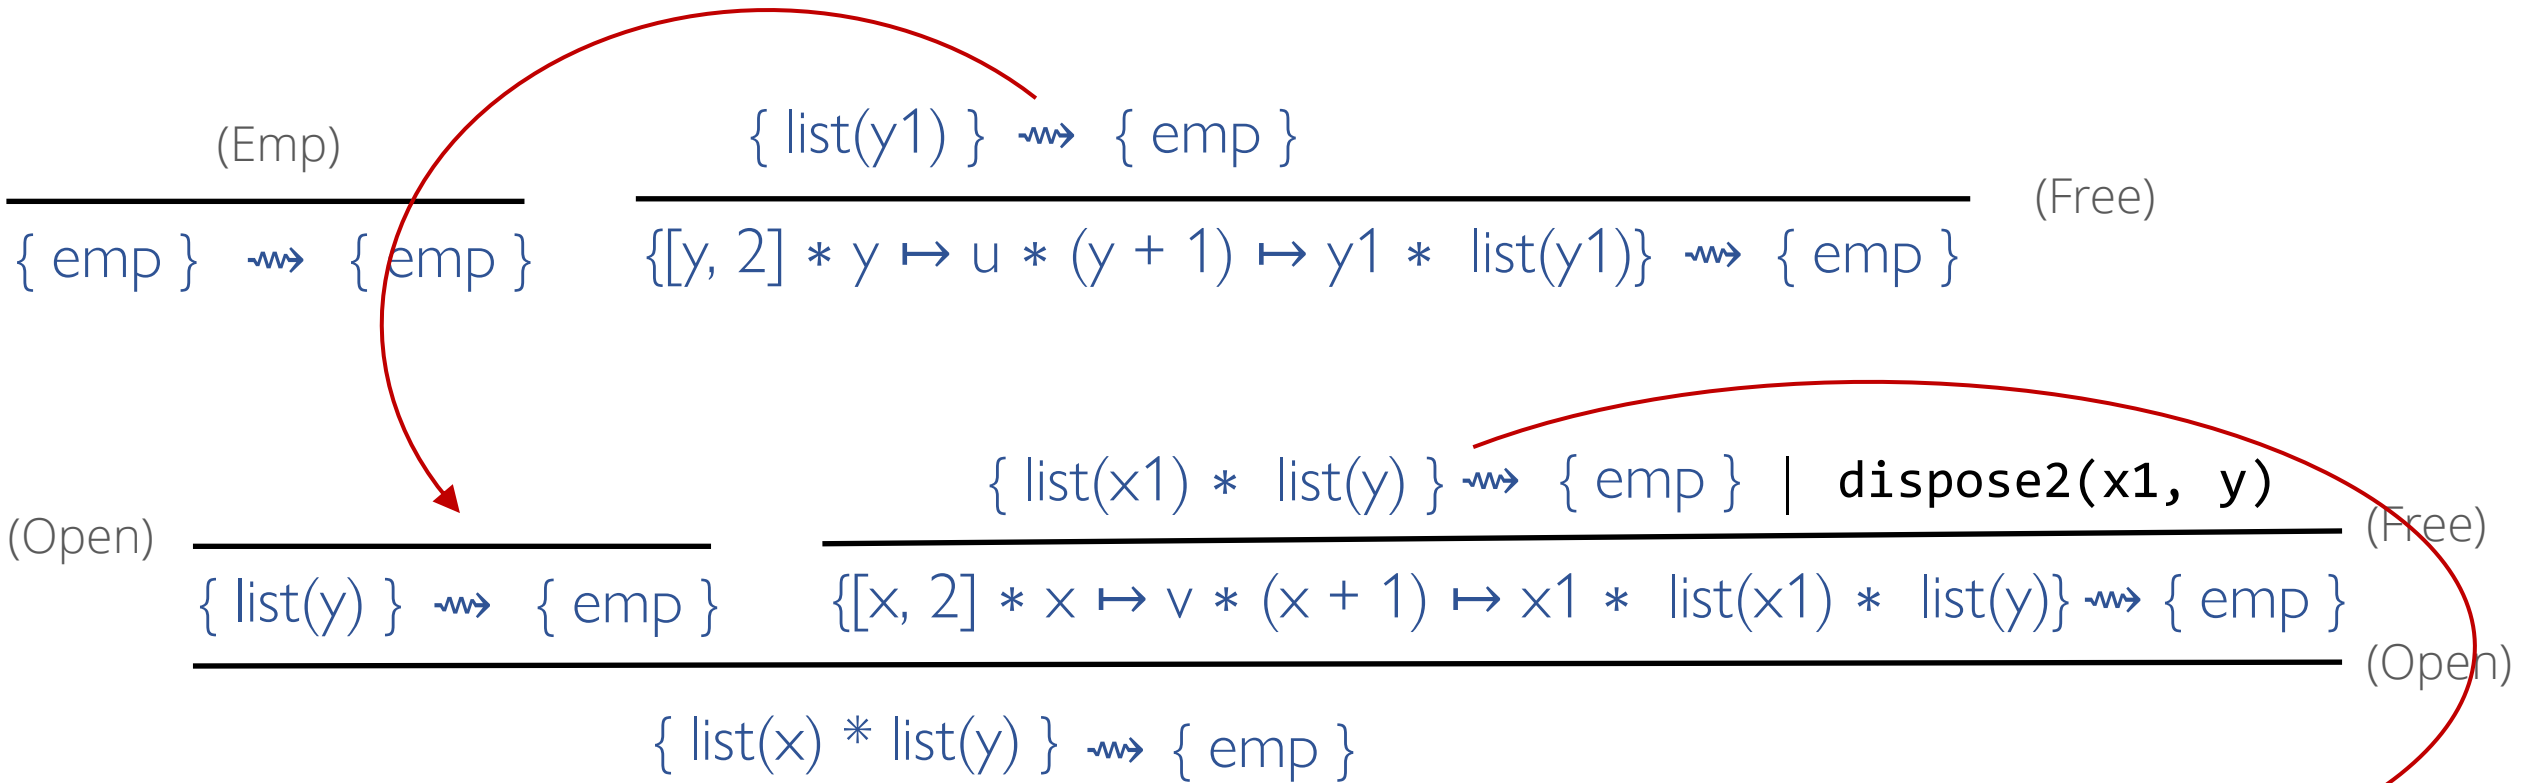 (Emp)
{ list(y1) } ⇝ { emp }
(Free)
{ emp } ⇝ { emp }
{[y, 2] * y ↦ u * (y + 1) ↦ y1 * list(y1)} ⇝ { emp }
{ list(x1) * list(y) } ⇝ { emp } | dispose2(x1, y)
(Open)
(Free)
{ list(y) } ⇝ { emp }
{[x, 2] * x ↦ v * (x + 1) ↦ x1 * list(x1) * list(y)} ⇝ { emp }
(Open)
{ list(x) * list(y) } ⇝ { emp }